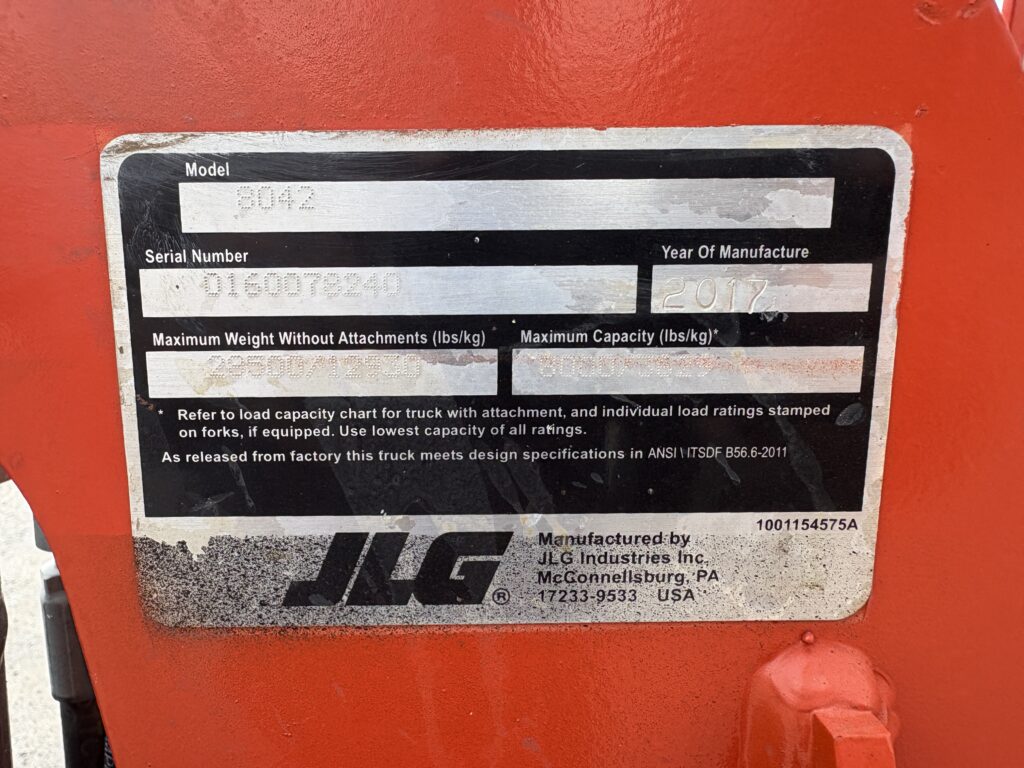 Model
8042
Serial Number
0160078240
Year Of Manufacture
2017
Maximum Weight Without Attachments (lbs/kg)
28500/12930
Maximum Capacity (lbs/kg)*
8000/3629
* Refer to load capacity chart for truck with attachment, and individual load ratings stamped
on forks, if equipped. Use lowest capacity of all ratings.
As released from factory this truck meets design specifications in ANSI \ ITSDF B56.6-2011
1001154575A
JLG®
Manufactured by
JLG Industries Inc.
McConnellsburg, PA
17233-9533 USA